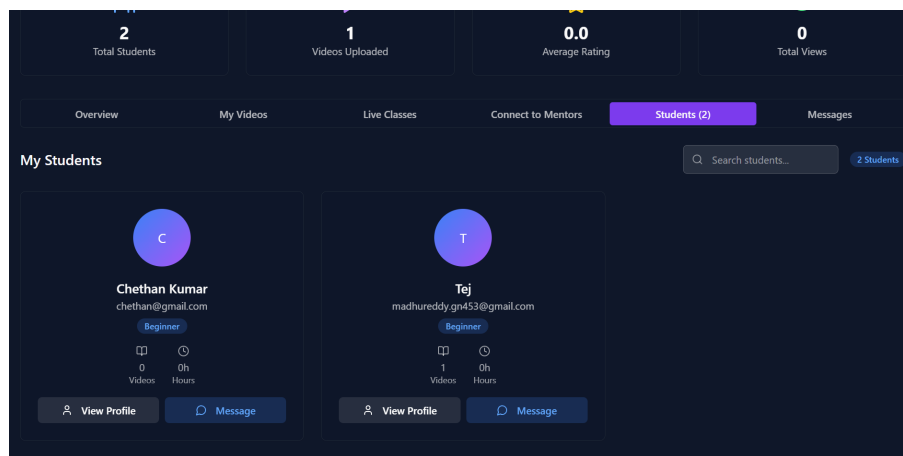 2
Total Students
1
Videos Uploaded
0.0
Average Rating
0
Total Views
Overview
My Videos
Live Classes
Connect to Mentors
Students (2)
Messages
My Students
Search students...
2 Students
C
Chethan Kumar
chethan@gmail.com
Beginner
0
Videos
0h
Hours
View Profile
Message
T
Tej
madhureddy.gn453@gmail.com
Beginner
1
Videos
0h
Hours
View Profile
Message